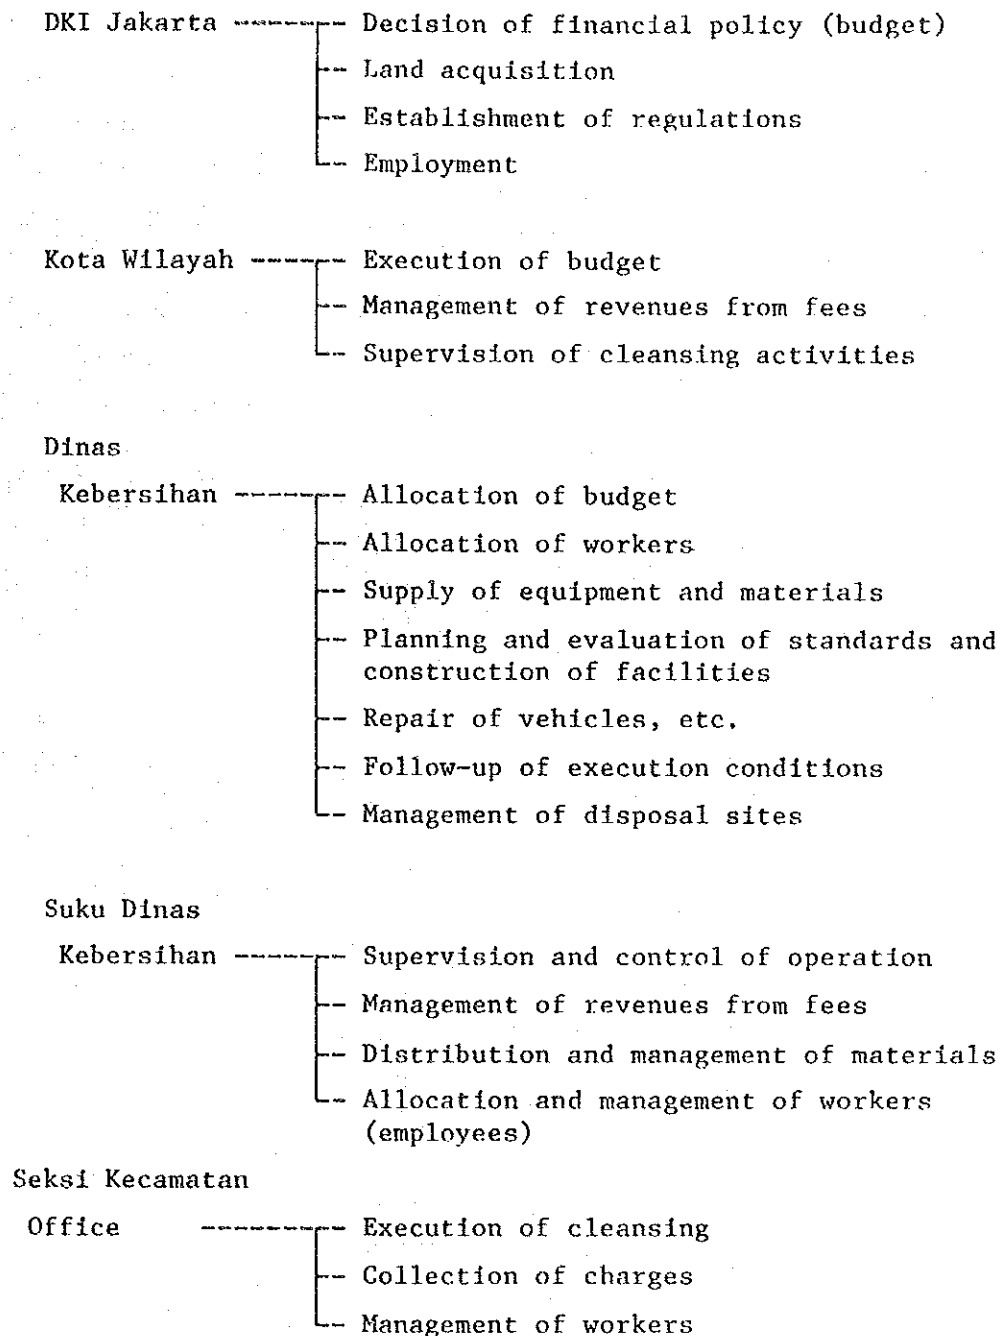 DKI Jakarta Decision of financial policy (budget)
Land acquisition
Establishment of regulations
Employment
Kota Wilayah Execution of budget
Management of revenues from fees
Supervision of cleansing activities
Dinas
Kebersihan Allocation of budget
Allocation of workers
Supply of equipment and materials
Planning and evaluation of standards and
construction of facilities
Repair of vehicles, etc.
Follow-up of execution conditions
Management of disposal sites
Suku Dinas
Kebersihan Supervision and control of operation
Management of revenues from fees
Distribution and management of materials
Allocation and management of workers
(employees)
Seksi Kecamatan
Office Execution of cleansing
Collection of charges
Management of workers